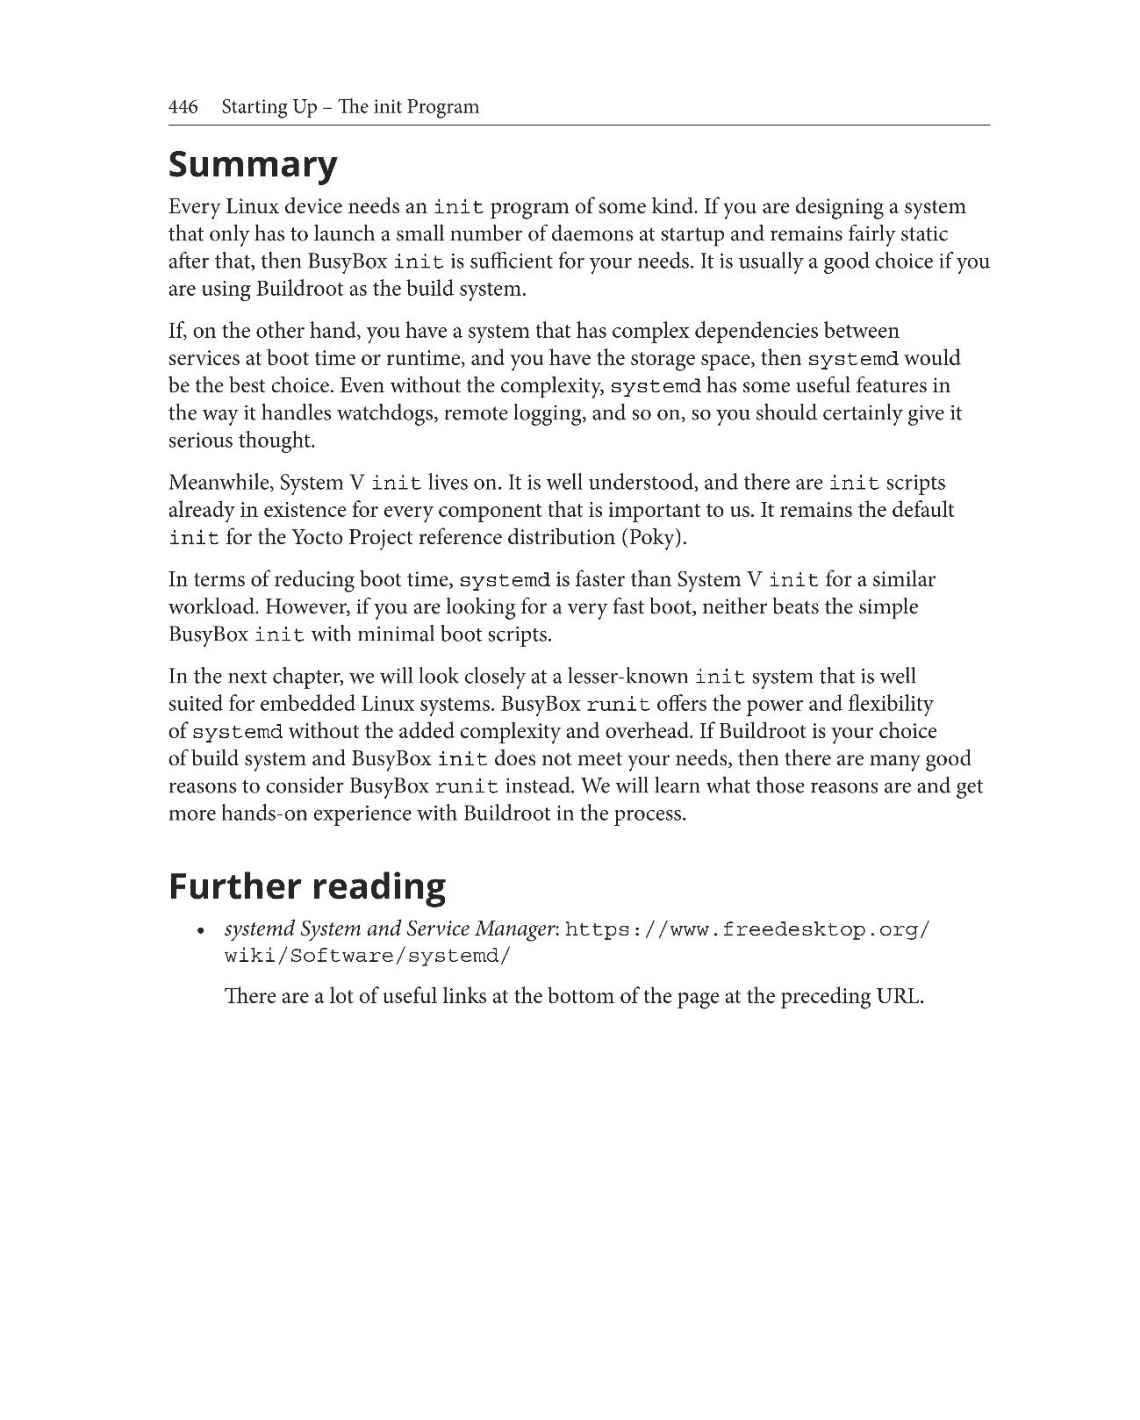 446 Starting Up – The init Program
Summary
Every Linux device needs an init program of some kind. If you are designing a system
that only has to launch a small number of daemons at startup and remains fairly static
after that, then BusyBox init is sufficient for your needs. It is usually a good choice if you
are using Buildroot as the build system.
If, on the other hand, you have a system that has complex dependencies between
services at boot time or runtime, and you have the storage space, then systemd would
be the best choice. Even without the complexity, systemd has some useful features in
the way it handles watchdogs, remote logging, and so on, so you should certainly give it
serious thought.
Meanwhile, System V init lives on. It is well understood, and there are init scripts
already in existence for every component that is important to us. It remains the default
init for the Yocto Project reference distribution (Poky).
In terms of reducing boot time, systemd is faster than System V init for a similar
workload. However, if you are looking for a very fast boot, neither beats the simple
BusyBox init with minimal boot scripts.
In the next chapter, we will look closely at a lesser-known init system that is well
suited for embedded Linux systems. BusyBox runit offers the power and flexibility
of systemd without the added complexity and overhead. If Buildroot is your choice
of build system and BusyBox init does not meet your needs, then there are many good
reasons to consider BusyBox runit instead. We will learn what those reasons are and get
more hands-on experience with Buildroot in the process.
Further reading
• systemd System and Service Manager: https://www.freedesktop.org/
wiki/Software/systemd/
There are a lot of useful links at the bottom of the page at the preceding URL.